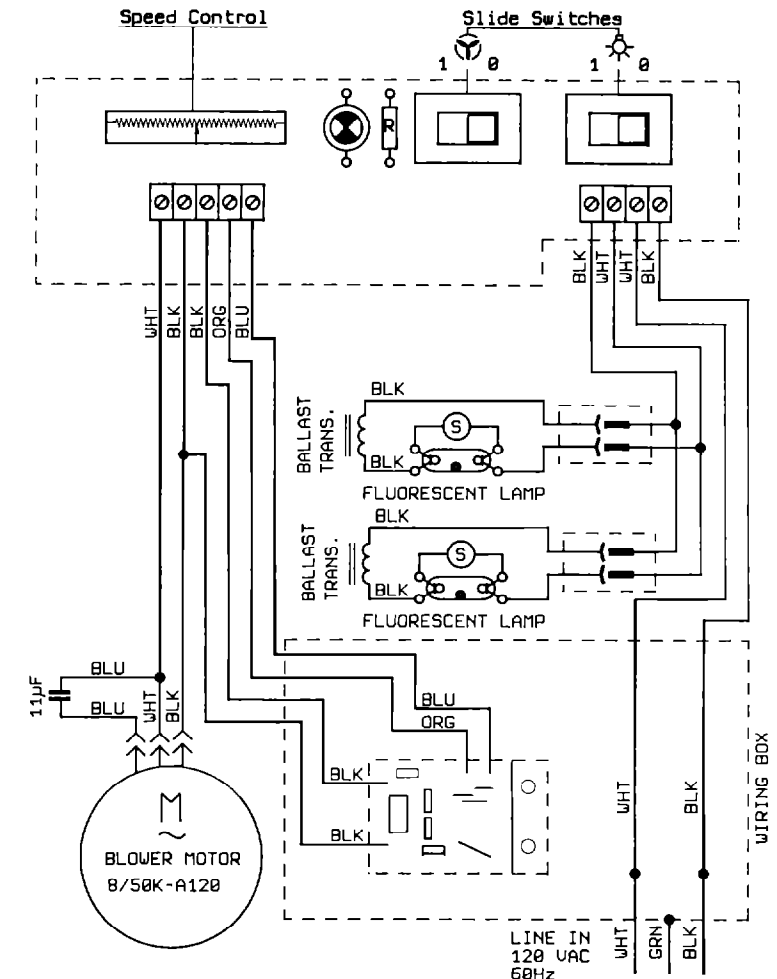 Speed Control
Slide Switches
1 0
1 0
R
WHT
BLK
BLK
ORG
BLU
BLK
WHT
WHT
BLK
BALLAST
TRANS.
BLK
S
BLK
FLUORESCENT LAMP
BALLAST
TRANS.
BLK
S
BLK
FLUORESCENT LAMP
11µF
BLU
BLU
WHT
BLK
BLU
ORG
BLK
BLK
M
~
BLOWER MOTOR
8/50K-A120
WHT
BLK
WIRING BOX
LINE IN
120 VAC
60Hz
WHT
GRN
BLK